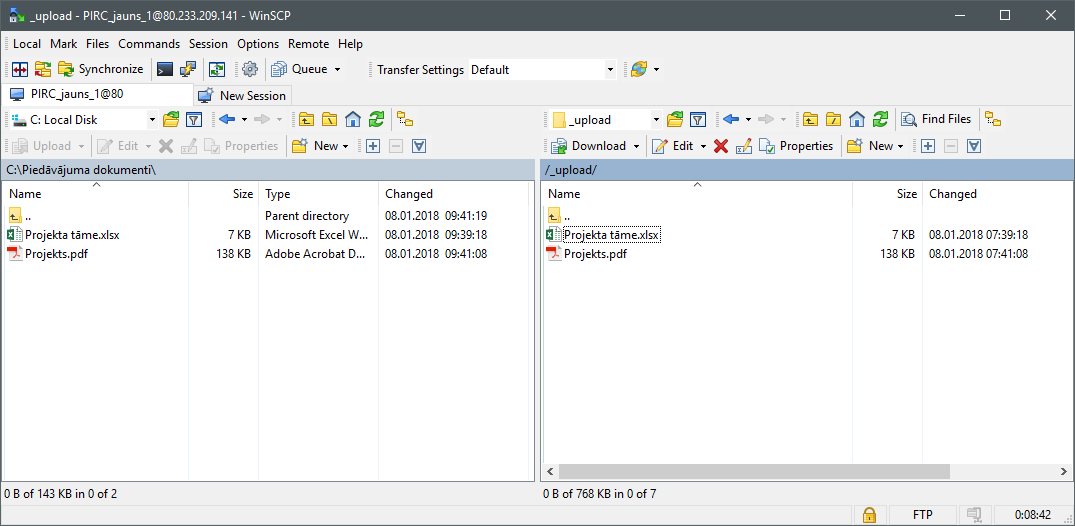 _upload - PIRC_jauns_1@80.233.209.141 - WinSCP
Local Mark Files Commands Session Options Remote Help
Synchronize Queue Transfer Settings Default
PIRC_jauns_1@80 New Session
C: Local Disk _upload Find Files
Upload Edit Properties New Download Edit Properties New
C:\Piedāvājuma dokumenti\ /_upload/
Name Size Type Changed Name Size Changed
.. Parent directory 08.01.2018 09:41:19 ..
Projekta tāme.xlsx 7 KB Microsoft Excel W... 08.01.2018 09:39:18 Projekta tāme.xlsx 7 KB 08.01.2018 07:39:18
Projekts.pdf 138 KB Adobe Acrobat D... 08.01.2018 09:41:08 Projekts.pdf 138 KB 08.01.2018 07:41:08
0 B of 143 KB in 0 of 2 0 B of 768 KB in 0 of 7
FTP 0:08:42